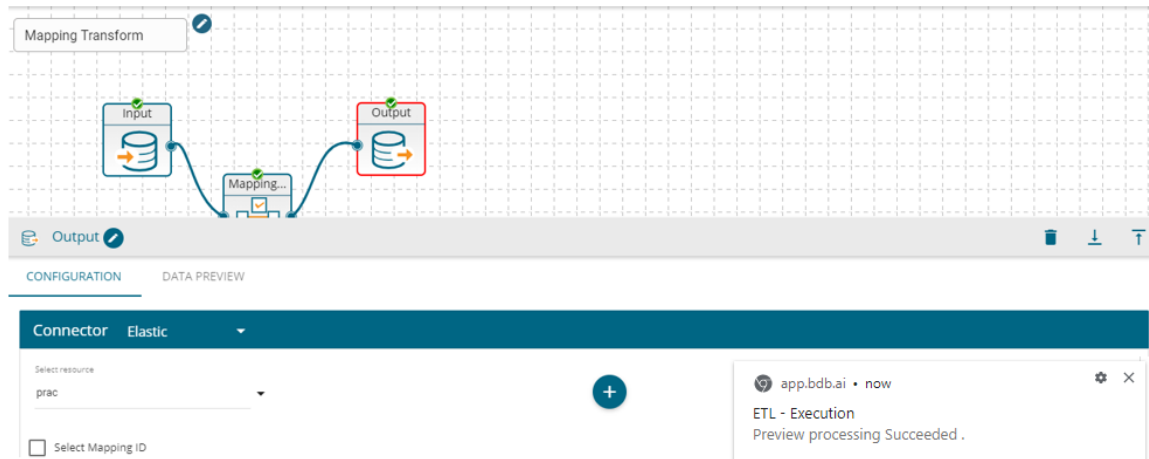 Mapping Transform
Input
Output
Mapping...
Output
CONFIGURATION DATA PREVIEW
Connector Elastic
Select resource
prac
Select Mapping ID
app.bdb.ai • now
ETL - Execution
Preview processing Succeeded .